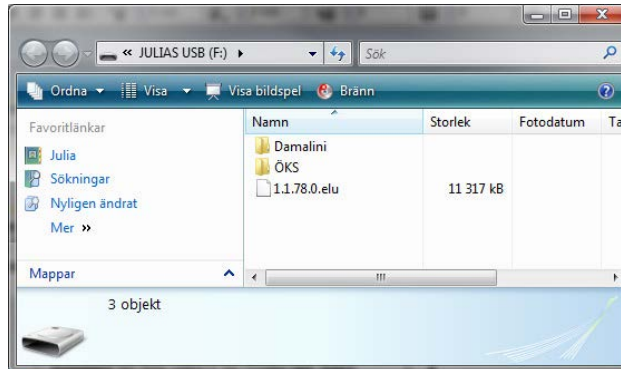 « JULIAS USB (F:)
Sök
Ordna Visa Visa bildspel Bränn
Favoritlänkar
Julia
Sökningar
Nyligen ändrat
Mer »
Mappar
Namn Storlek Fotodatum Ta
Damalini
ÖKS
1.1.78.0.elu 11 317 kB
3 objekt